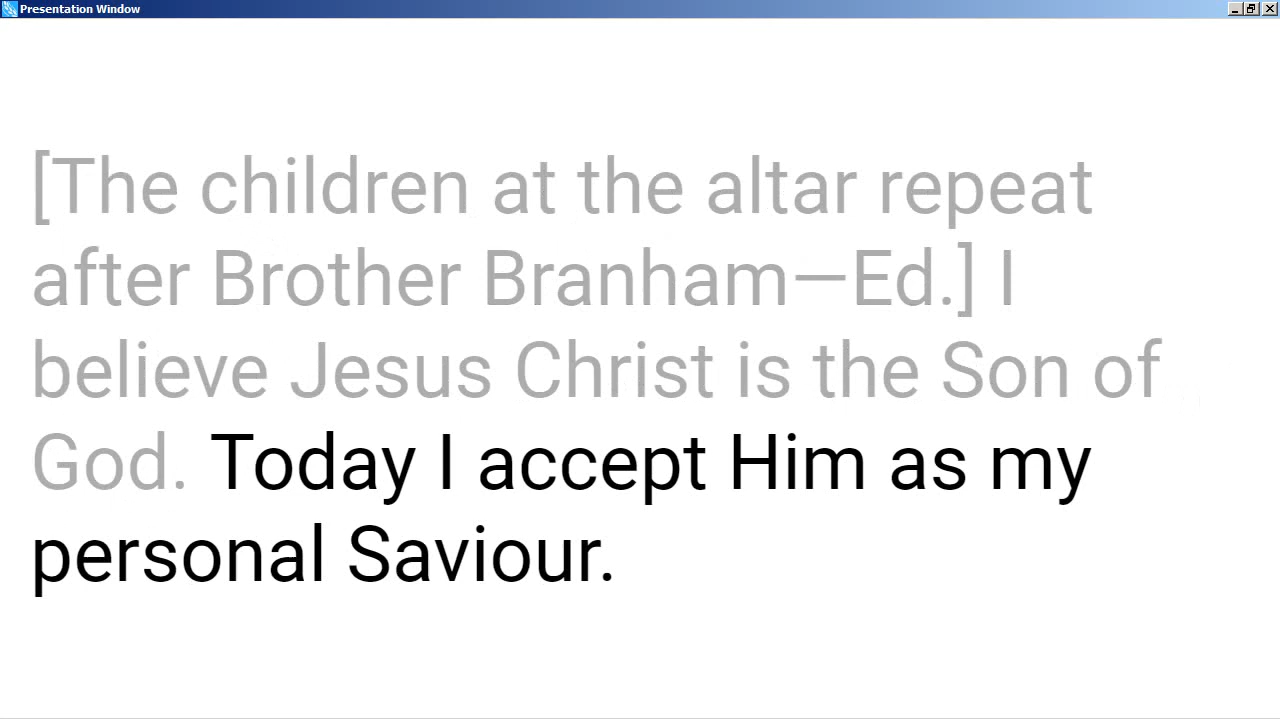 Presentation Window
[The children at the altar repeat
after Brother Branham—Ed.] I
believe Jesus Christ is the Son of
God. Today I accept Him as my
personal Saviour.